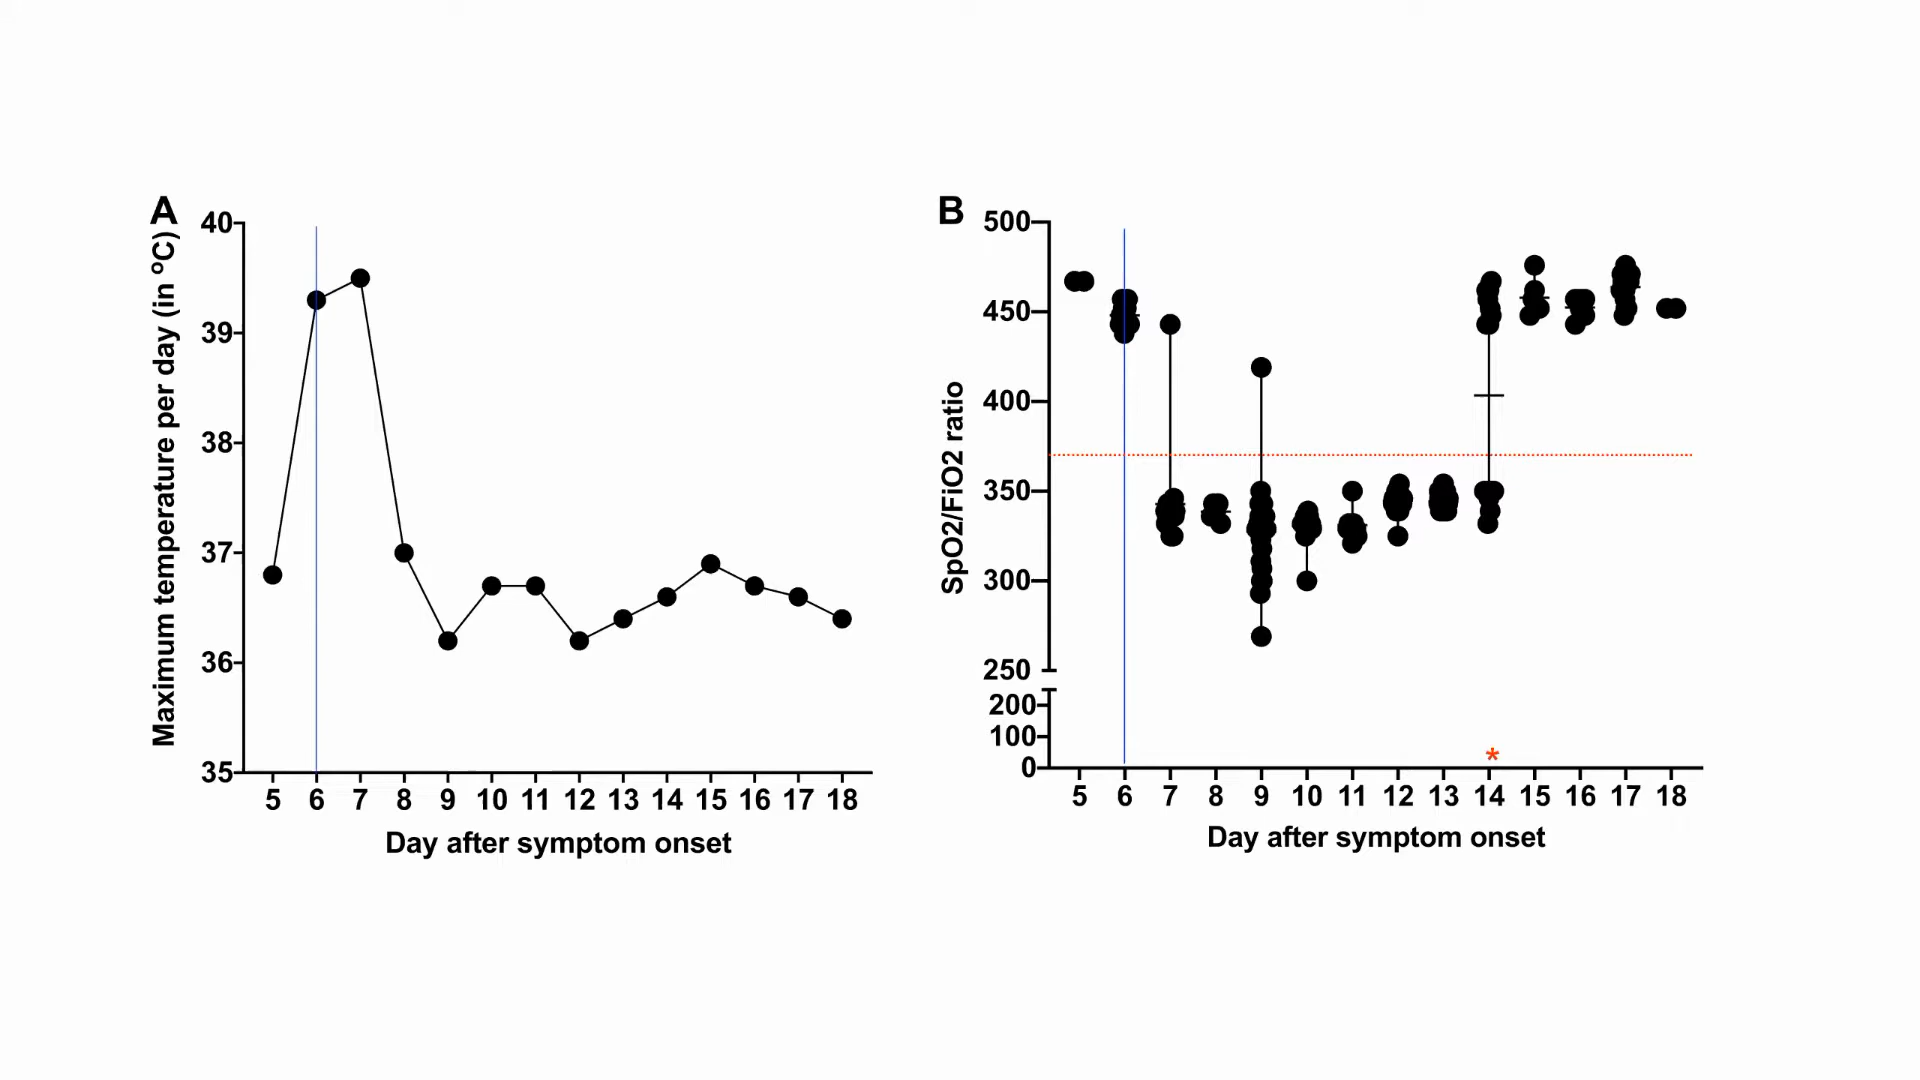 A
Maximum temperature per day (in ºC)
40
39
38
37
36
35
5 6 7 8 9 10 11 12 13 14 15 16 17 18
Day after symptom onset
B
SpO2/FiO2 ratio
500
450
400
350
300
250
200
100
0
*
5 6 7 8 9 10 11 12 13 14 15 16 17 18
Day after symptom onset